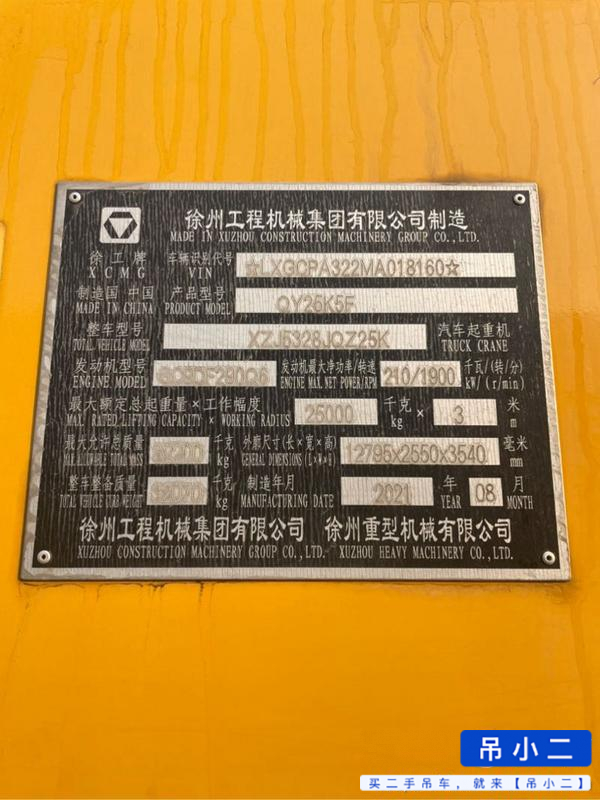 徐州工程机械集团有限公司制造
MADE IN XUZHOU CONSTRUCTION MACHINERY GROUP CO.,LTD.
徐工牌 车辆识别代号 ☆LXGCPA322MA018160☆
XCMG VIN
制造国 中国 产品型号 QY25K5F
MADE IN CHINA PRODUCT MODEL
整车型号 XZJ5328JQZ25K 汽车起重机
TOTAL VEHICLE MODEL TRUCK CRANE
发动机型号 发动机最大净功率/转速 210/1900 千瓦/(转/分)
ENGINE MODEL ENGINE MAX.NET POWER/RPM kW/(r/min)
最大额定总起重量×工作幅度 25000 千克 × 3 米
MAX. RATED LIFTING CAPACITY × WORKING RADIUS kg m
最大允许总质量 千克 外廓尺寸(长×宽×高) 12795x2550x3540 毫米
MAX.ALLOWABLE TOTAL MASS kg GENERAL DIMENSIONS (L×W×H) mm
整车整备质量 千克 制造年月 2021 年 08 月
TOTAL VEHICLE CURB WEIGHT kg MANUFACTURING DATE YEAR MONTH
徐州工程机械集团有限公司 徐州重型机械有限公司
XUZHOU CONSTRUCTION MACHINERY GROUP CO.,LTD. XUZHOU HEAVY MACHINERY CO.,LTD.
吊小二
买二手吊车，就来【吊小二】